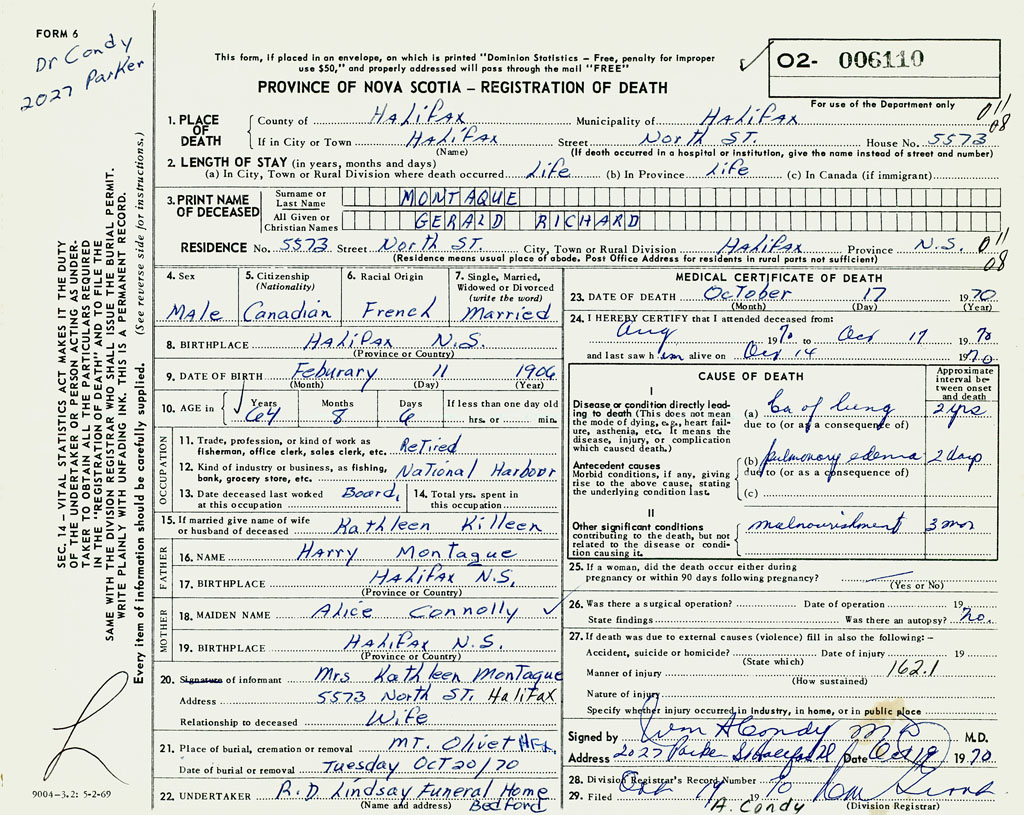 FORM 6
Dr Condy
2027 Parker
This form, if placed in an envelope, on which is printed "Dominion Statistics – Free, penalty for improper
use $50," and properly addressed will pass through the mail "FREE"
O2- 006110
PROVINCE OF NOVA SCOTIA – REGISTRATION OF DEATH
For use of the Department only
011
08
1. PLACE OF DEATH County of Halifax Municipality of Halifax
If in City or Town Halifax Street North St. House No. 5573
(Name) (If death occurred in a hospital or institution, give the name instead of street and number)
2. LENGTH OF STAY (in years, months and days)
(a) In City, Town or Rural Division where death occurred Life (b) In Province Life (c) In Canada (if immigrant)
3. PRINT NAME OF DECEASED Surname or Last Name MONTAQUE
All Given or Christian Names GERALD RICHARD
RESIDENCE No. 5573 Street North St. City, Town or Rural Division Halifax Province N.S. 011
08
(Residence means usual place of abode. Post Office Address for residents in rural parts not sufficient)
4. Sex
Male
5. Citizenship
(Nationality)
Canadian
6. Racial Origin
French
7. Single, Married,
Widowed or Divorced
(write the word)
Married
8. BIRTHPLACE Halifax N.S.
(Province or Country)
9. DATE OF BIRTH Feburary 11 1906
(Month) (Day) (Year)
10. AGE in Years 64 Months 8 Days 6 If less than one day old
hrs. or min.
OCCUPATION
11. Trade, profession, or kind of work as
fisherman, office clerk, sales clerk, etc. Retired
12. Kind of industry or business, as fishing,
bank, grocery store, etc. National Harbour
13. Date deceased last worked
at this occupation Board,
14. Total yrs. spent in
this occupation
15. If married give name of wife
or husband of deceased Kathleen Killeen
FATHER
16. NAME Harry Montaque
17. BIRTHPLACE Halifax N.S.
(Province or Country)
MOTHER
18. MAIDEN NAME Alice Connolly
19. BIRTHPLACE Halifax N.S.
(Province or Country)
20. Signature of informant Mrs Kathleen Montaque
Address 5573 North St. Halifax
Relationship to deceased Wife
21. Place of burial, cremation or removal Mt. Olivet Hfx.
Date of burial or removal Tuesday Oct 20/70
22. UNDERTAKER R.D. Lindsay Funeral Home
(Name and address) Bedford
MEDICAL CERTIFICATE OF DEATH
23. DATE OF DEATH October 17 1970
(Month) (Day) (Year)
24. I HEREBY CERTIFY that I attended deceased from:
Aug 1970 to Oct 17 1970
and last saw him alive on Oct 14 1970
CAUSE OF DEATH
Approximate
interval be-
tween onset
and death
I
Disease or condition directly lead-
ing to death (This does not mean
the mode of dying, e.g., heart fail-
ure, asthenia, etc. It means the
disease, injury, or complication
which caused death.)
(a) Ca of lung 2 yrs
due to (or as a consequence of)
Antecedent causes
Morbid conditions, if any, giving
rise to the above cause, stating
the underlying condition last.
(b) pulmonary edema 2 days
due to (or as a consequence of)
(c)
II
Other significant conditions
contributing to the death, but not
related to the disease or condi-
tion causing it.
malnourishment 3 mos
25. If a woman, did the death occur either during
pregnancy or within 90 days following pregnancy?
(Yes or No)
26. Was there a surgical operation? Date of operation 19
State findings Was there an autopsy? no.
27. If death was due to external causes (violence) fill in also the following: –
Accident, suicide or homicide? Date of injury 19
(State which)
Manner of injury 162.1
(How sustained)
Nature of injury
Specify whether injury occurred in industry, in home, or in public place
Signed by Wm A Condy MD M.D.
Address 2027 Parker St Halifax Date Oct 19 1970
28. Division Registrar's Record Number
29. Filed Oct 19 1970
A. Condy (Division Registrar)
SEC. 14 – VITAL STATISTICS ACT MAKES IT THE DUTY
OF THE UNDERTAKER OR PERSON ACTING AS UNDER-
TAKER TO OBTAIN ALL THE PARTICULARS REQUIRED
IN THE "REGISTRATION OF DEATH" AND TO FILE THE
SAME WITH THE DIVISION REGISTRAR WHO SHALL ISSUE THE BURIAL PERMIT.
WRITE PLAINLY WITH UNFADING INK. THIS IS A PERMANENT RECORD.
Every item of information should be carefully supplied. (See reverse side for instructions.)
9004-3.2: 5-2-69